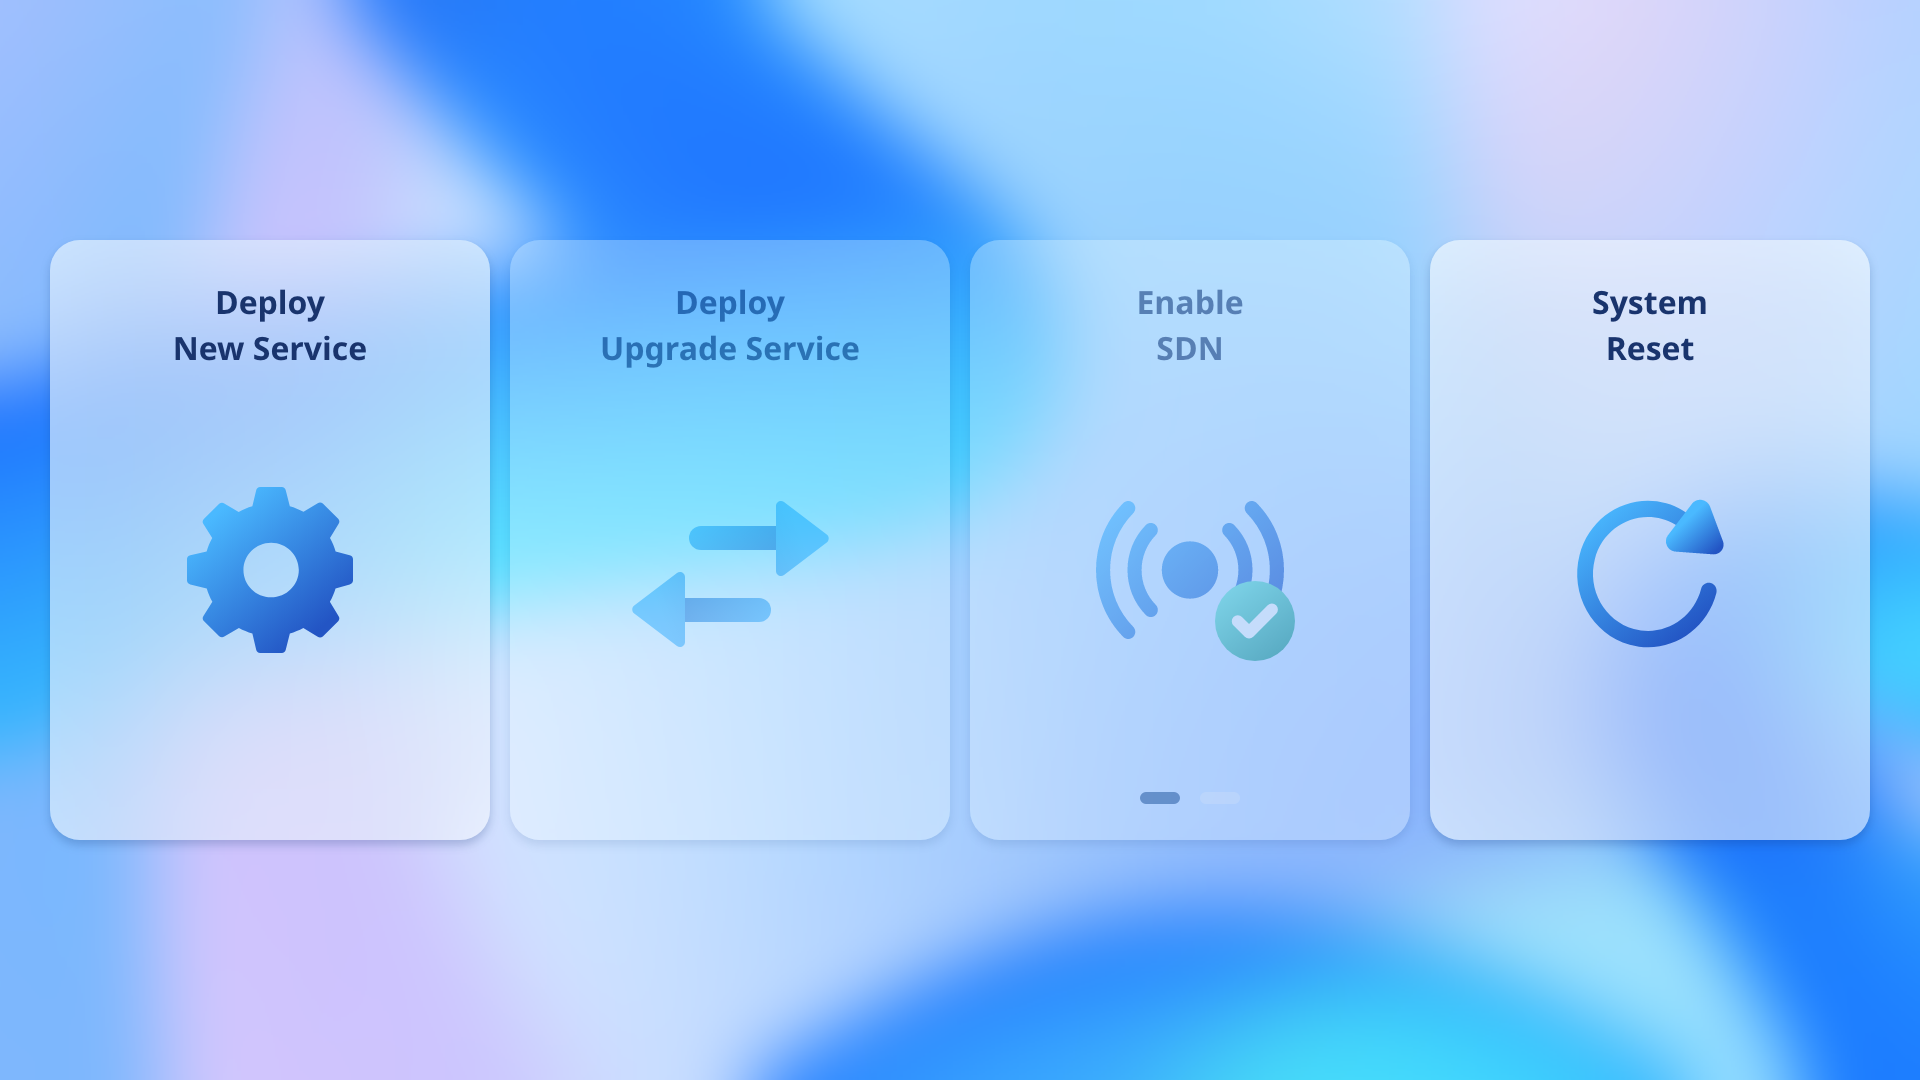 Deploy
New Service
Deploy
Upgrade Service
Enable
SDN
System
Reset